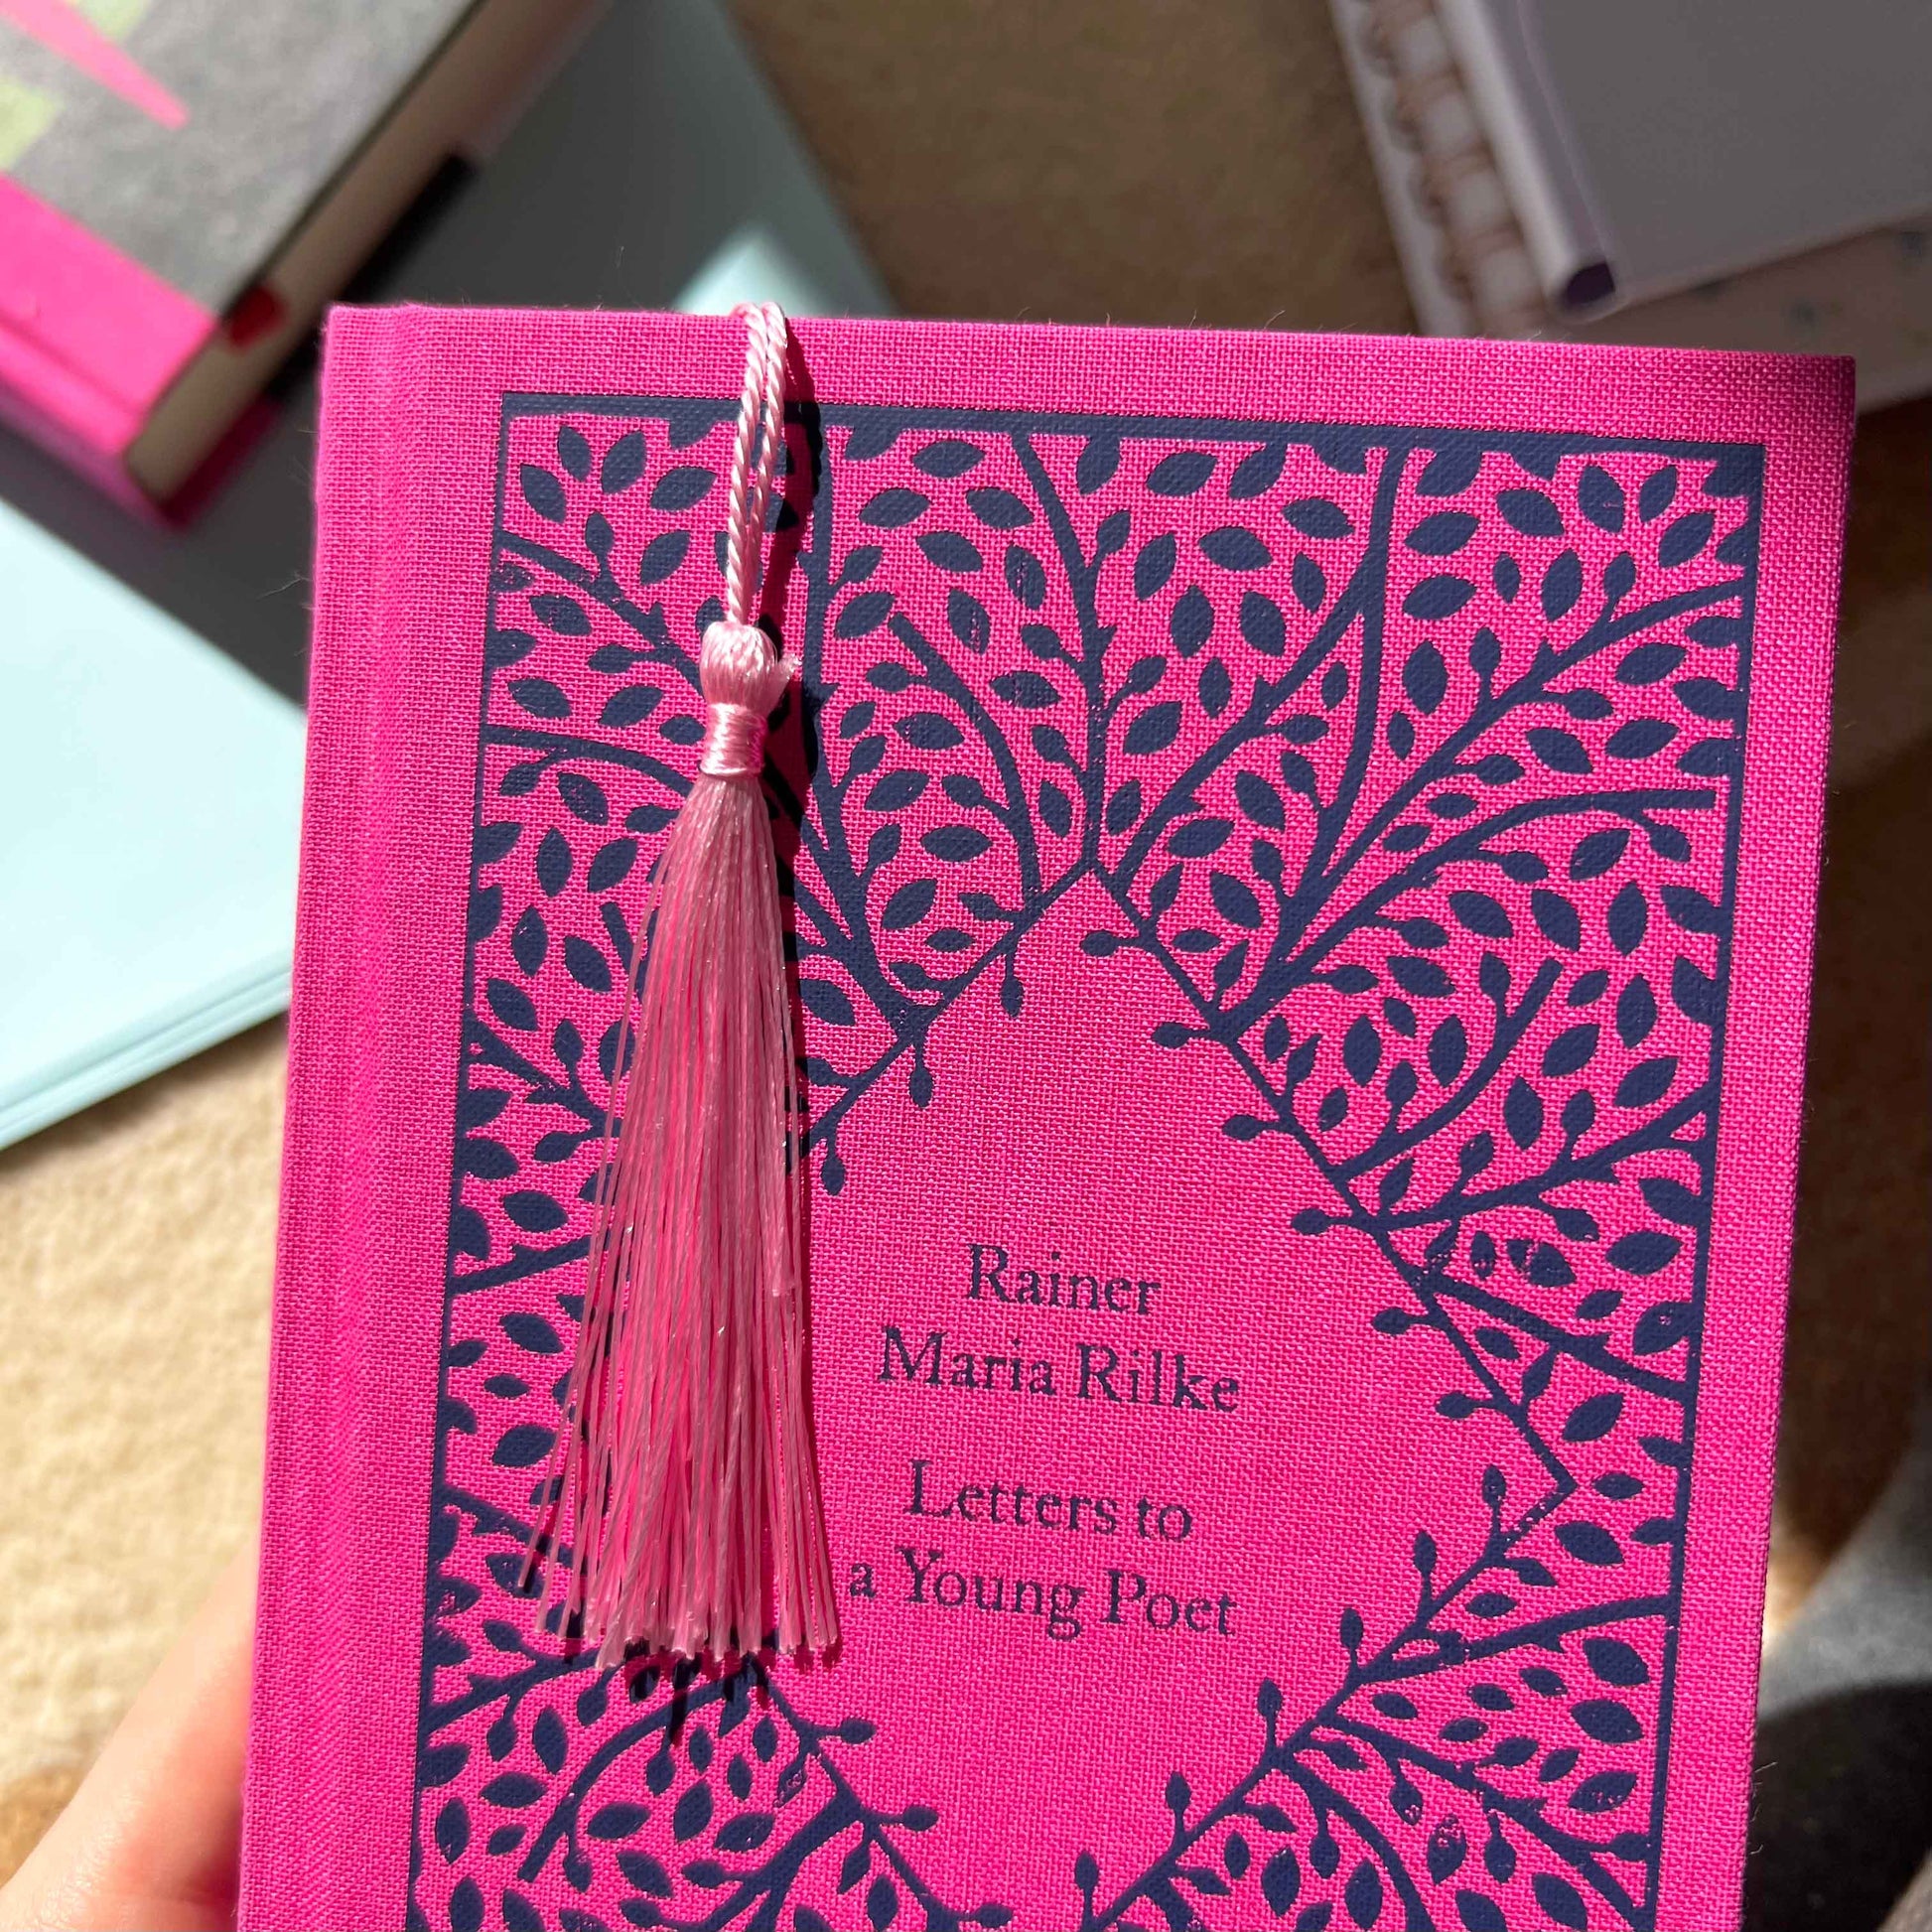 Rainer
Maria Rilke
Letters to
a Young Poet